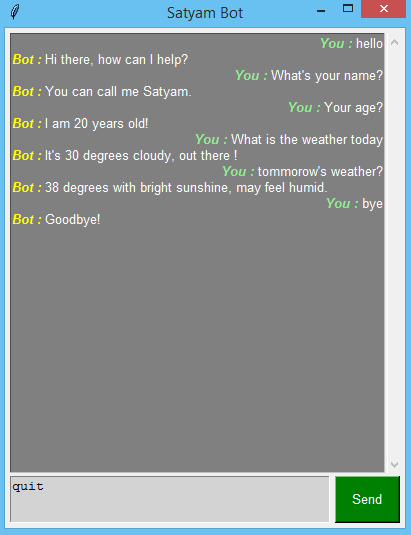 Satyam Bot
You : hello
Bot : Hi there, how can I help?
You : What's your name?
Bot : You can call me Satyam.
You : Your age?
Bot : I am 20 years old!
You : What is the weather today
Bot : It's 30 degrees cloudy, out there !
You : tommorow's weather?
Bot : 38 degrees with bright sunshine, may feel humid.
You : bye
Bot : Goodbye!
quit
Send